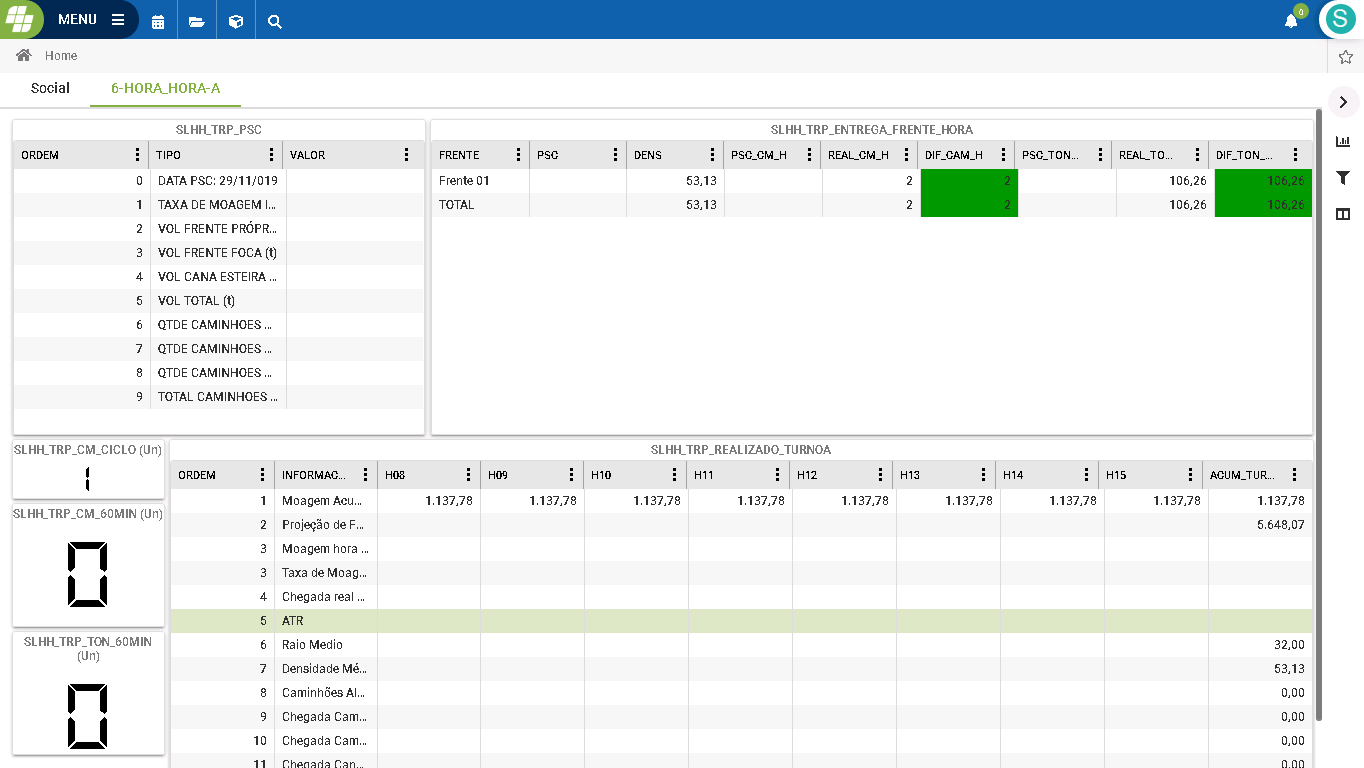 MENU
0
S
Home
Social 6-HORA_HORA-A
SLHH_TRP_PSC
ORDEM TIPO VALOR
0 DATA PSC: 29/11/019
1 TAXA DE MOAGEM I...
2 VOL FRENTE PRÓPR...
3 VOL FRENTE FOCA (t)
4 VOL CANA ESTEIRA ...
5 VOL TOTAL (t)
6 QTDE CAMINHOES ...
7 QTDE CAMINHOES ...
8 QTDE CAMINHOES ...
9 TOTAL CAMINHOES ...
SLHH_TRP_ENTREGA_FRENTE_HORA
FRENTE PSC DENS PSC_CM_H REAL_CM_H DIF_CAM_H PSC_TON... REAL_TO... DIF_TON_...
Frente 01 53,13 2 2 106,26 106,26
TOTAL 53,13 2 2 106,26 106,26
SLHH_TRP_CM_CICLO (Un)
1
SLHH_TRP_CM_60MIN (Un)
0
SLHH_TRP_TON_60MIN
(Un)
0
SLHH_TRP_REALIZADO_TURNOA
ORDEM INFORMAC... H08 H09 H10 H11 H12 H13 H14 H15 ACUM_TUR...
1 Moagem Acu... 1.137,78 1.137,78 1.137,78 1.137,78 1.137,78 1.137,78 1.137,78 1.137,78 1.137,78
2 Projeção de F... 5.648,07
3 Moagem hora ...
3 Taxa de Moag...
4 Chegada real ...
5 ATR
6 Raio Medio 32,00
7 Densidade Mé... 53,13
8 Caminhões Al... 0,00
9 Chegada Cam... 0,00
10 Chegada Cam... 0,00
11 Chegada Can... 0,00